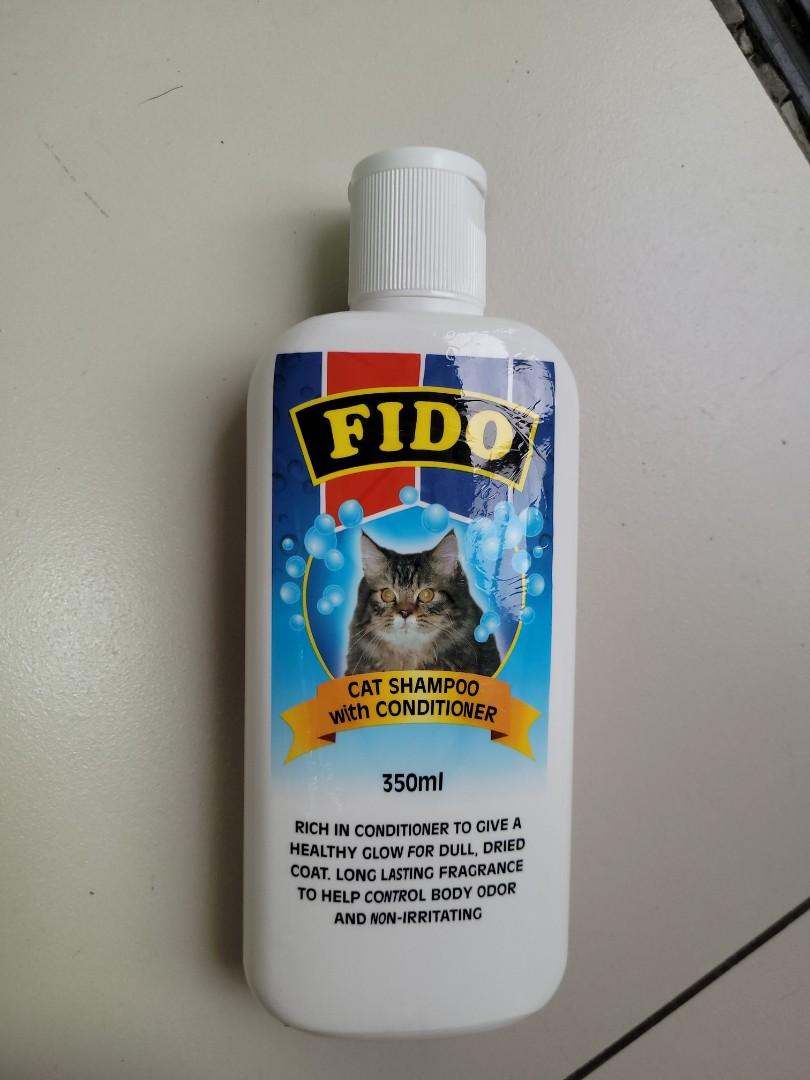 FIDO
CAT SHAMPOO
with CONDITIONER
350ml
RICH IN CONDITIONER TO GIVE A
HEALTHY GLOW FOR DULL, DRIED
COAT. LONG LASTING FRAGRANCE
TO HELP CONTROL BODY ODOR
AND NON-IRRITATING